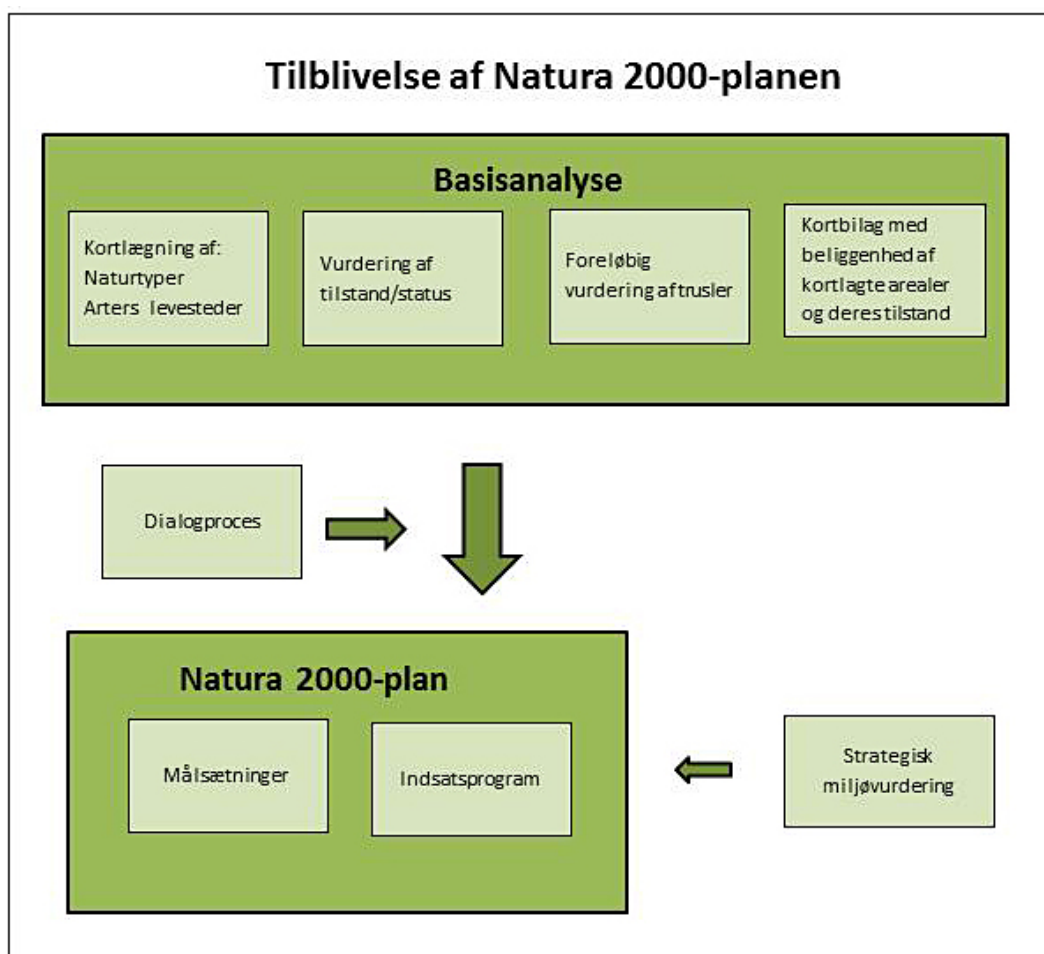 Tilblivelse af Natura 2000-planen
Basisanalyse
Kortlægning af:
Naturtyper
Arters levesteder
Vurdering af
tilstand/status
Foreløbig
vurdering af trusler
Kortbilag med
beliggenhed af
kortlagte arealer
og deres tilstand
Dialogproces
Natura 2000-plan
Målsætninger
Indsatsprogram
Strategisk
miljøvurdering